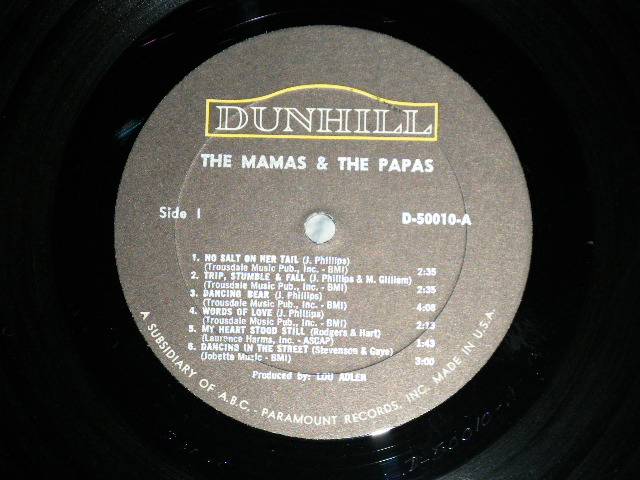 DUNHILL
THE MAMAS & THE PAPAS
Side 1
D-50010-A
1. NO SALT ON HER TAIL (J. Phillips)
(Trousdale Music Pub., Inc. - BMI) 2:35
2. TRIP, STUMBLE & FALL (J. Phillips & M. Gilliam)
(Trousdale Music Pub., Inc. - BMI) 2:35
3. DANCING BEAR (J. Phillips)
(Trousdale Music Pub., Inc. - BMI) 4:08
4. WORDS OF LOVE (J. Phillips)
(Trousdale Music Pub., Inc. - BMI) 2:13
5. MY HEART STOOD STILL (Rodgers & Hart)
(Laurence Harms, Inc. - ASCAP) 1:43
6. DANCING IN THE STREET (Stevenson & Gaye)
(Jobette Music - BMI) 3:00
Produced by: LOU ADLER
A SUBSIDIARY OF A.B.C. - PARAMOUNT RECORDS, INC. MADE IN U.S.A.
D-50010-A